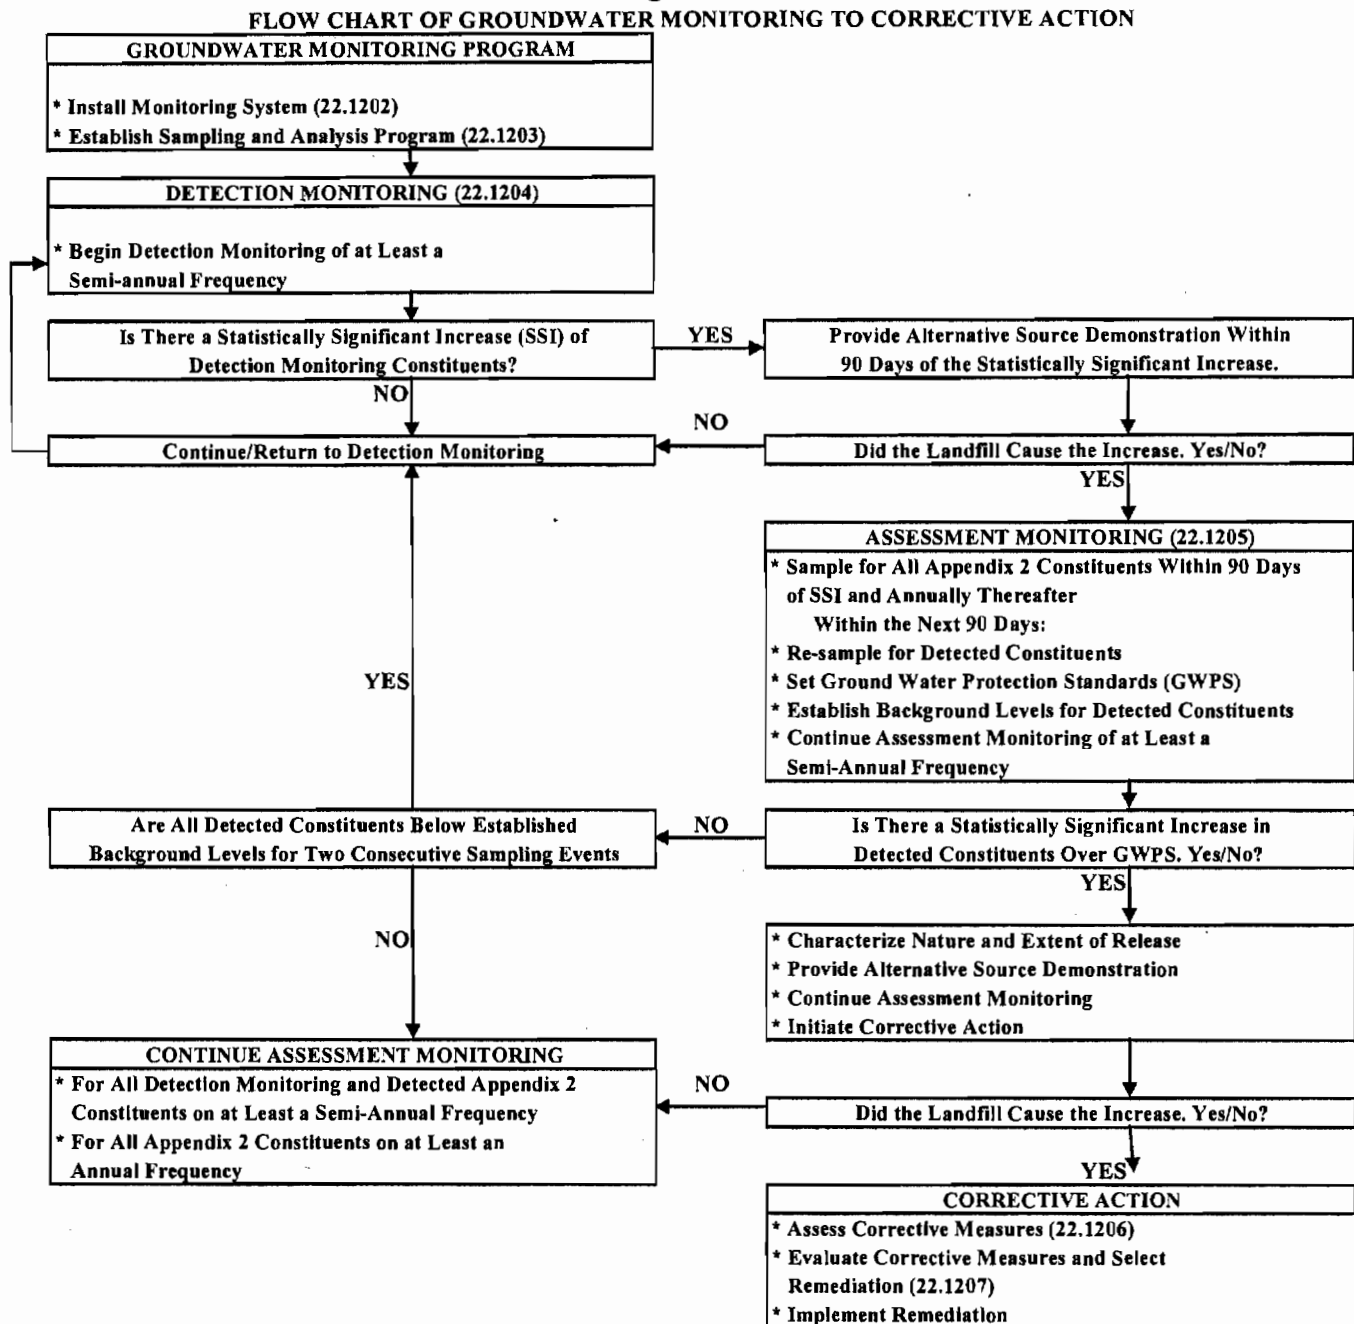 FLOW CHART OF GROUNDWATER MONITORING TO CORRECTIVE ACTION
GROUNDWATER MONITORING PROGRAM
* Install Monitoring System (22.1202)
* Establish Sampling and Analysis Program (22.1203)
DETECTION MONITORING (22.1204)
* Begin Detection Monitoring of at Least a
Semi-annual Frequency
Is There a Statistically Significant Increase (SSI) of
Detection Monitoring Constituents?
YES
Provide Alternative Source Demonstration Within
90 Days of the Statistically Significant Increase.
NO
NO
Continue/Return to Detection Monitoring
Did the Landfill Cause the Increase. Yes/No?
YES
ASSESSMENT MONITORING (22.1205)
* Sample for All Appendix 2 Constituents Within 90 Days
of SSI and Annually Thereafter
Within the Next 90 Days:
* Re-sample for Detected Constituents
* Set Ground Water Protection Standards (GWPS)
* Establish Background Levels for Detected Constituents
* Continue Assessment Monitoring of at Least a
Semi-Annual Frequency
YES
Are All Detected Constituents Below Established
Background Levels for Two Consecutive Sampling Events
NO
Is There a Statistically Significant Increase in
Detected Constituents Over GWPS. Yes/No?
YES
* Characterize Nature and Extent of Release
* Provide Alternative Source Demonstration
* Continue Assessment Monitoring
* Initiate Corrective Action
NO
CONTINUE ASSESSMENT MONITORING
* For All Detection Monitoring and Detected Appendix 2
Constituents on at Least a Semi-Annual Frequency
* For All Appendix 2 Constituents on at Least an
Annual Frequency
NO
Did the Landfill Cause the Increase. Yes/No?
YES
CORRECTIVE ACTION
* Assess Corrective Measures (22.1206)
* Evaluate Corrective Measures and Select
Remediation (22.1207)
* Implement Remediation